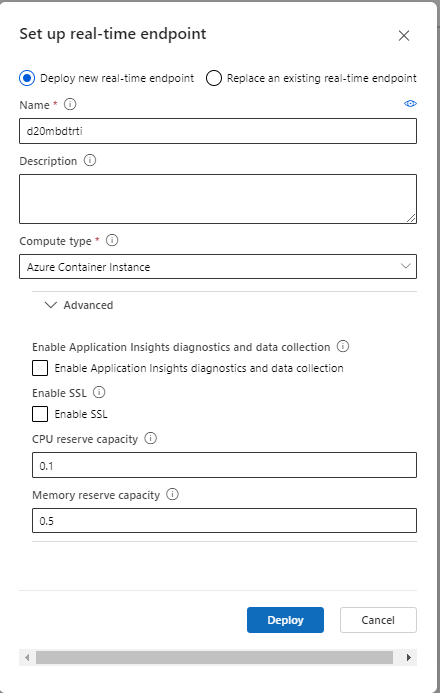 Set up real-time endpoint
Deploy new real-time endpoint Replace an existing real-time endpoint
Name *
d20mbdtrti
Description
Compute type *
Azure Container Instance
Advanced
Enable Application Insights diagnostics and data collection
Enable Application Insights diagnostics and data collection
Enable SSL
Enable SSL
CPU reserve capacity
0.1
Memory reserve capacity
0.5
Deploy Cancel